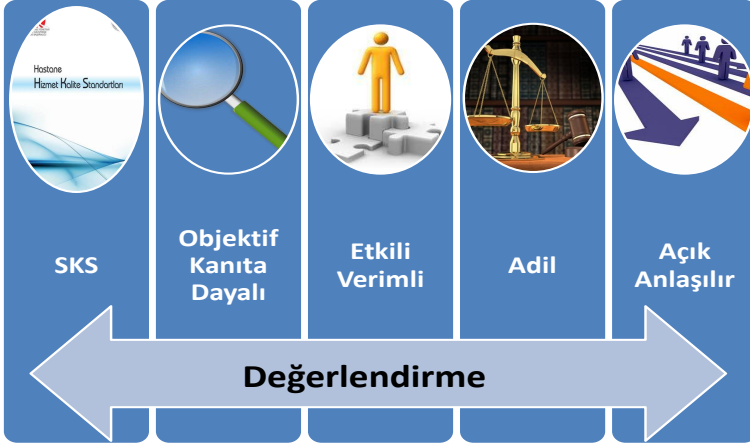 Hastane
Hizmet Kalite Standartları
SKS
Objektif
Kanıta
Dayalı
Etkili
Verimli
Adil
Açık
Anlaşılır
Değerlendirme